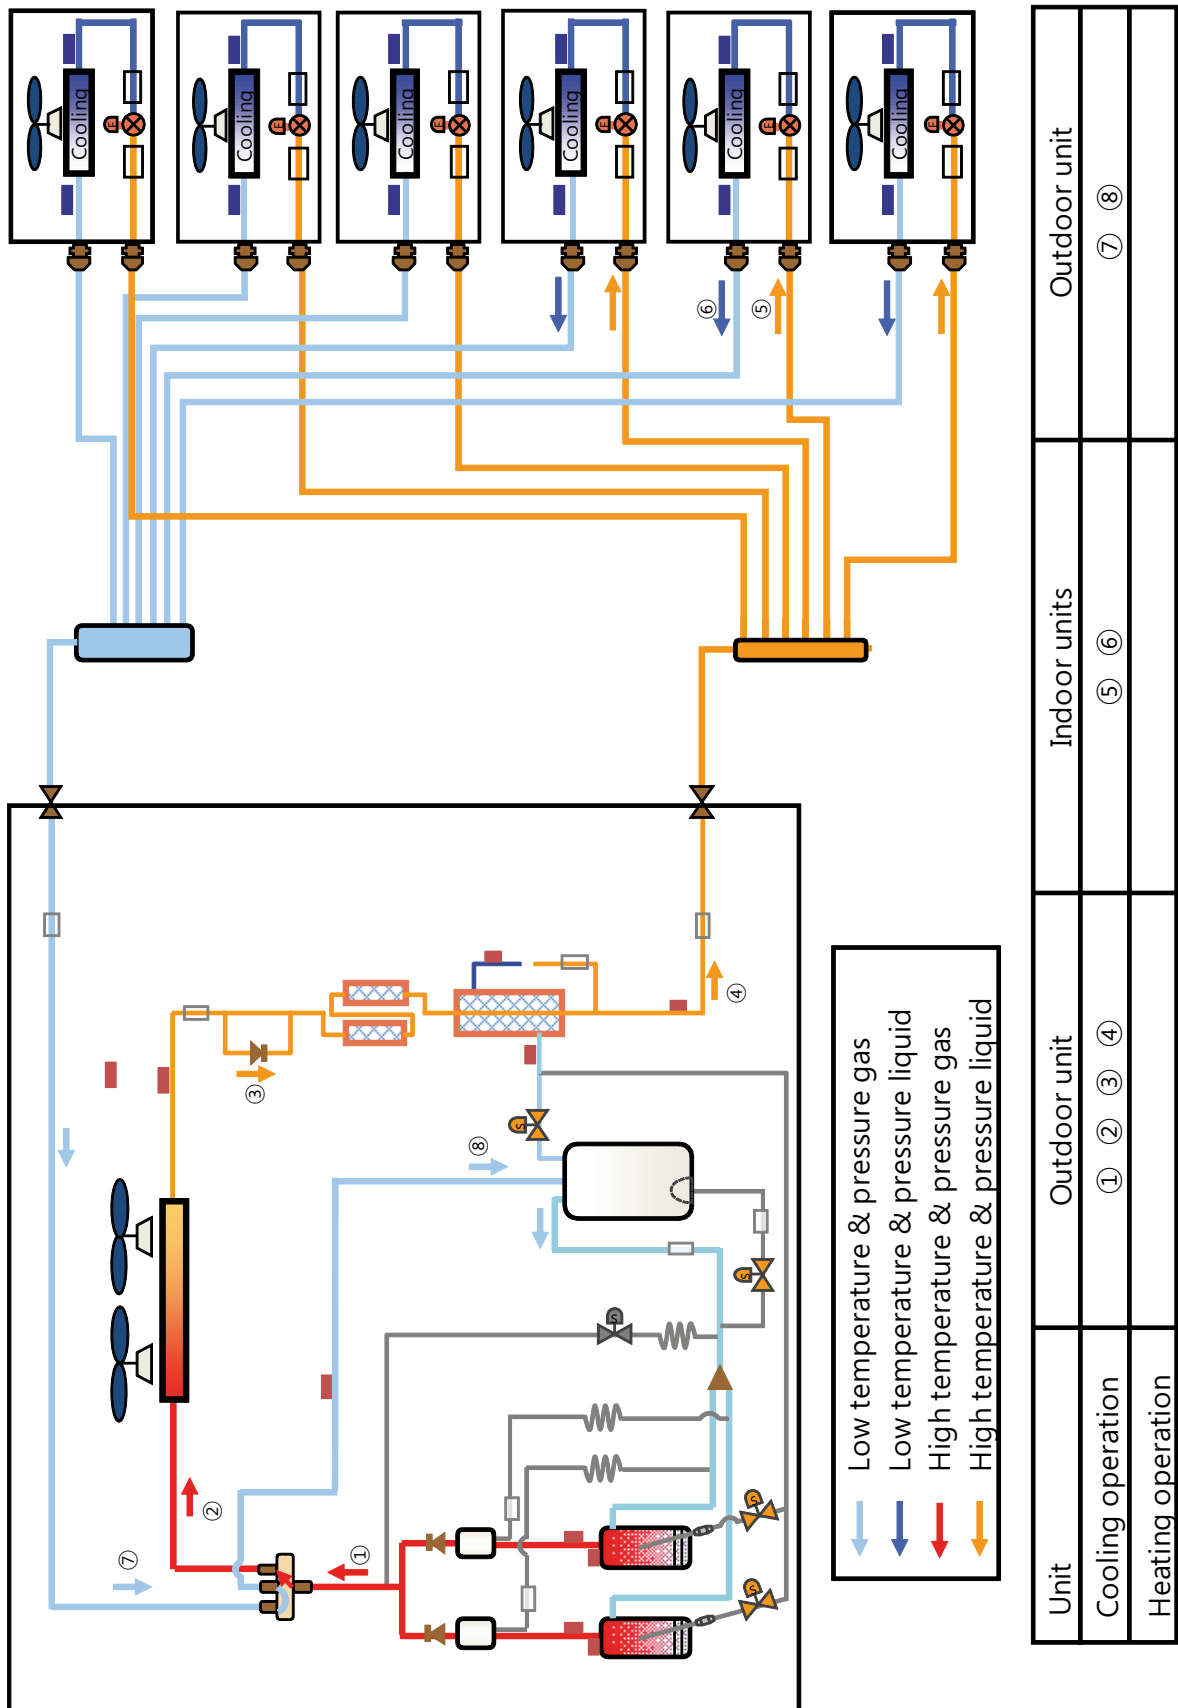 Cooling
Cooling
Cooling
Cooling
Cooling
Cooling
E
E
E
E
E
E
⑥
⑤
④
③
⑧
②
⑦
①
S
S
S
S
S
Low temperature & pressure gas
Low temperature & pressure liquid
High temperature & pressure gas
High temperature & pressure liquid
Unit Outdoor unit Indoor units Outdoor unit
Cooling operation ① ② ③ ④ ⑤ ⑥ ⑦ ⑧
Heating operation